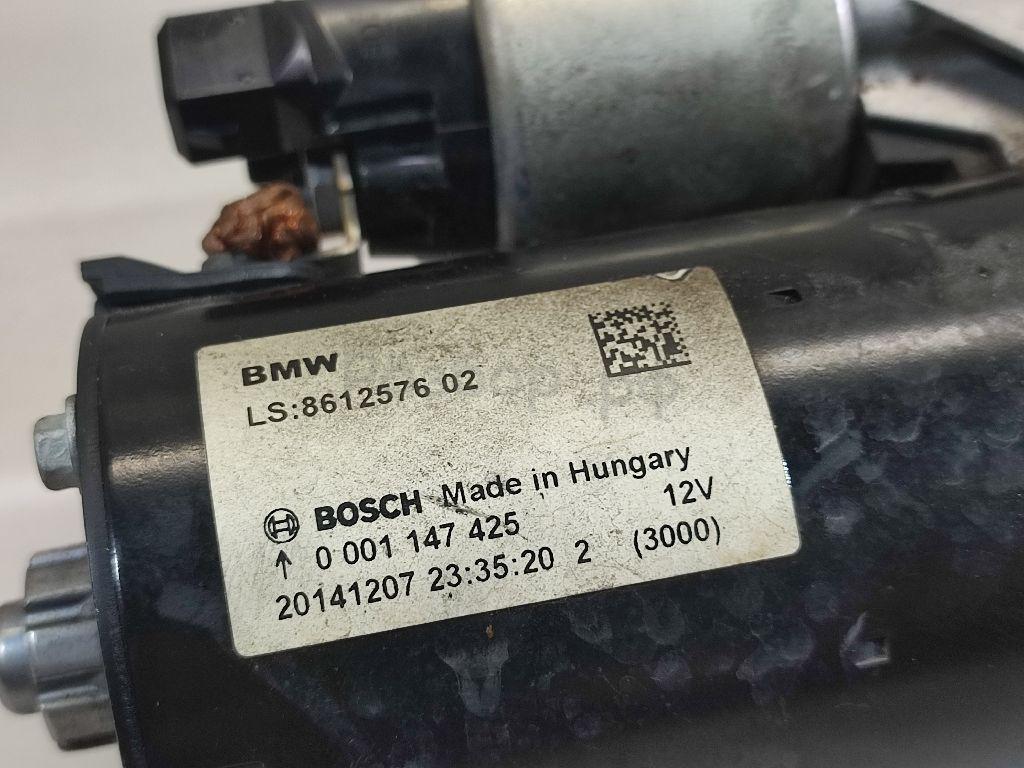 BMW
LS:8612576 02
BOSCH Made in Hungary
↑ 0 001 147 425 12V
20141207 23:35:20 2 (3000)